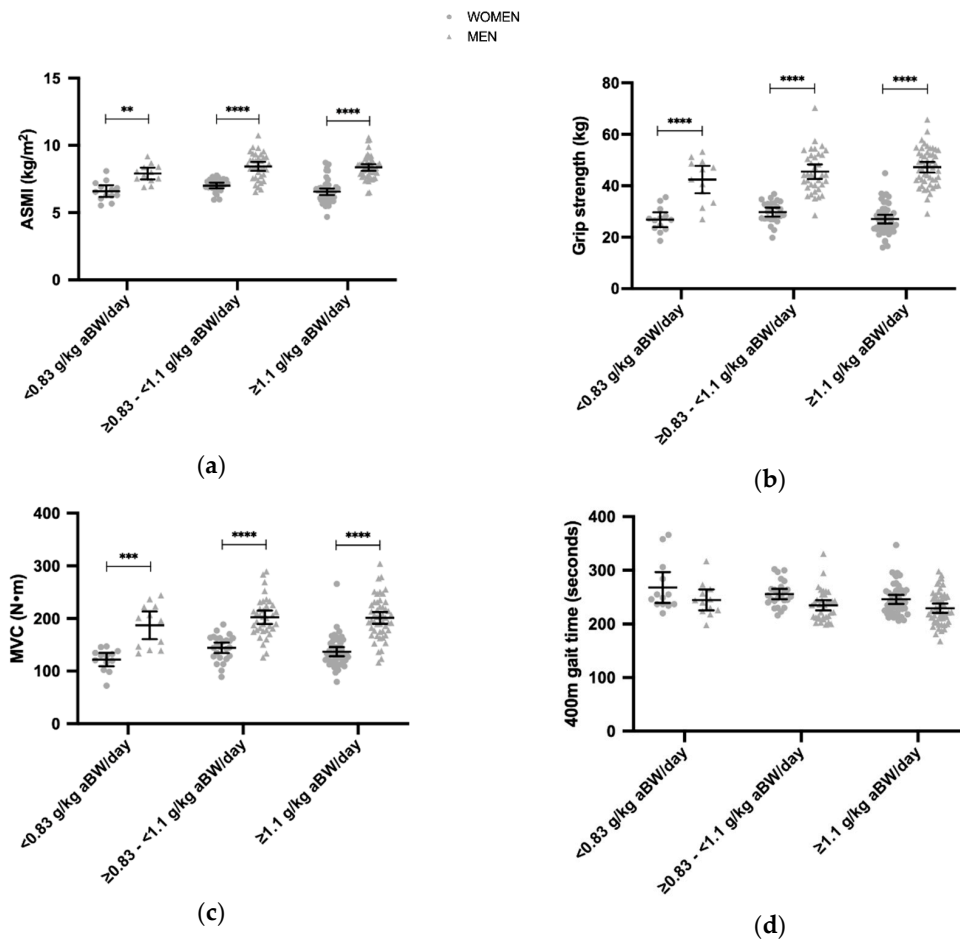 WOMEN
MEN
15
10
5
0
ASMI (kg/m²)
**
****
****
<0.83 g/kg aBW/day
≥0.83 - <1.1 g/kg aBW/day
≥1.1 g/kg aBW/day
(a)
80
60
40
20
0
Grip strength (kg)
****
****
****
<0.83 g/kg aBW/day
≥0.83 - <1.1 g/kg aBW/day
≥1.1 g/kg aBW/day
(b)
400
300
200
100
0
MVC (N•m)
***
****
****
<0.83 g/kg aBW/day
≥0.83 - <1.1 g/kg aBW/day
≥1.1 g/kg aBW/day
(c)
400
300
200
100
0
400m gait time (seconds)
<0.83 g/kg aBW/day
≥0.83 - <1.1 g/kg aBW/day
≥1.1 g/kg aBW/day
(d)